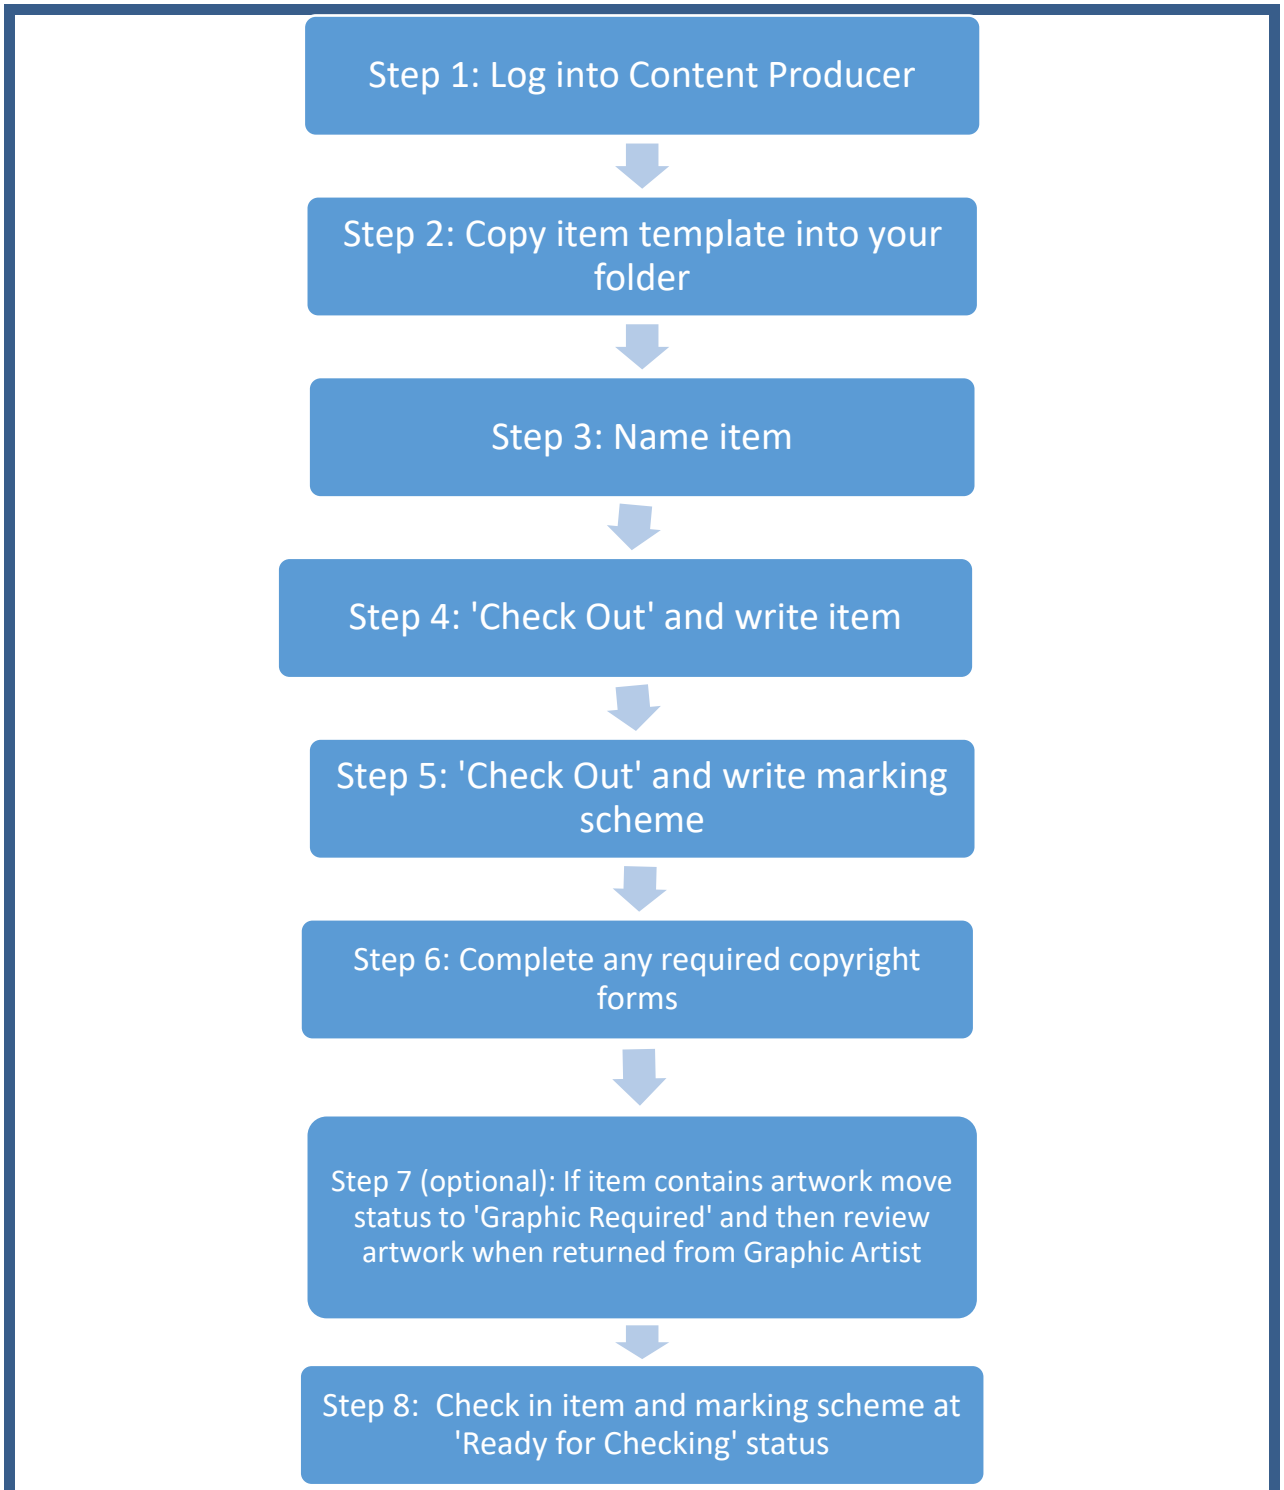 Step 1: Log into Content Producer
Step 2: Copy item template into your
folder
Step 3: Name item
Step 4: 'Check Out' and write item
Step 5: 'Check Out' and write marking
scheme
Step 6: Complete any required copyright
forms
Step 7 (optional): If item contains artwork move
status to 'Graphic Required' and then review
artwork when returned from Graphic Artist
Step 8:  Check in item and marking scheme at
'Ready for Checking' status